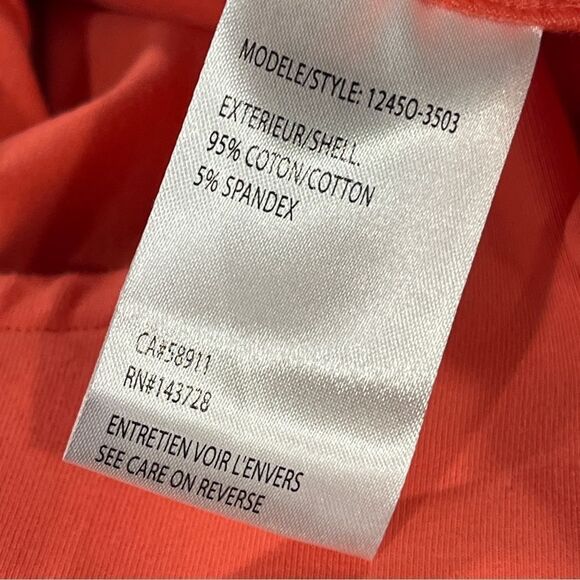 MODELE/STYLE: 1245O-3503
EXTERIEUR/SHELL.
95% COTON/COTTON
5% SPANDEX
CA#58911
RN#143728
ENTRETIEN VOIR L'ENVERS
SEE CARE ON REVERSE